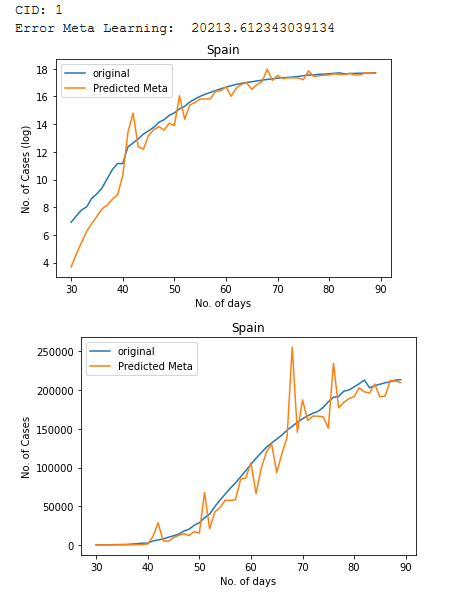 CID: 1
Error Meta Learning: 20213.612343039134
Spain
original
Predicted Meta
No. of Cases (log)
18
16
14
12
10
8
6
4
30 40 50 60 70 80 90
No. of days
Spain
original
Predicted Meta
No. of Cases
250000
200000
150000
100000
50000
0
30 40 50 60 70 80 90
No. of days